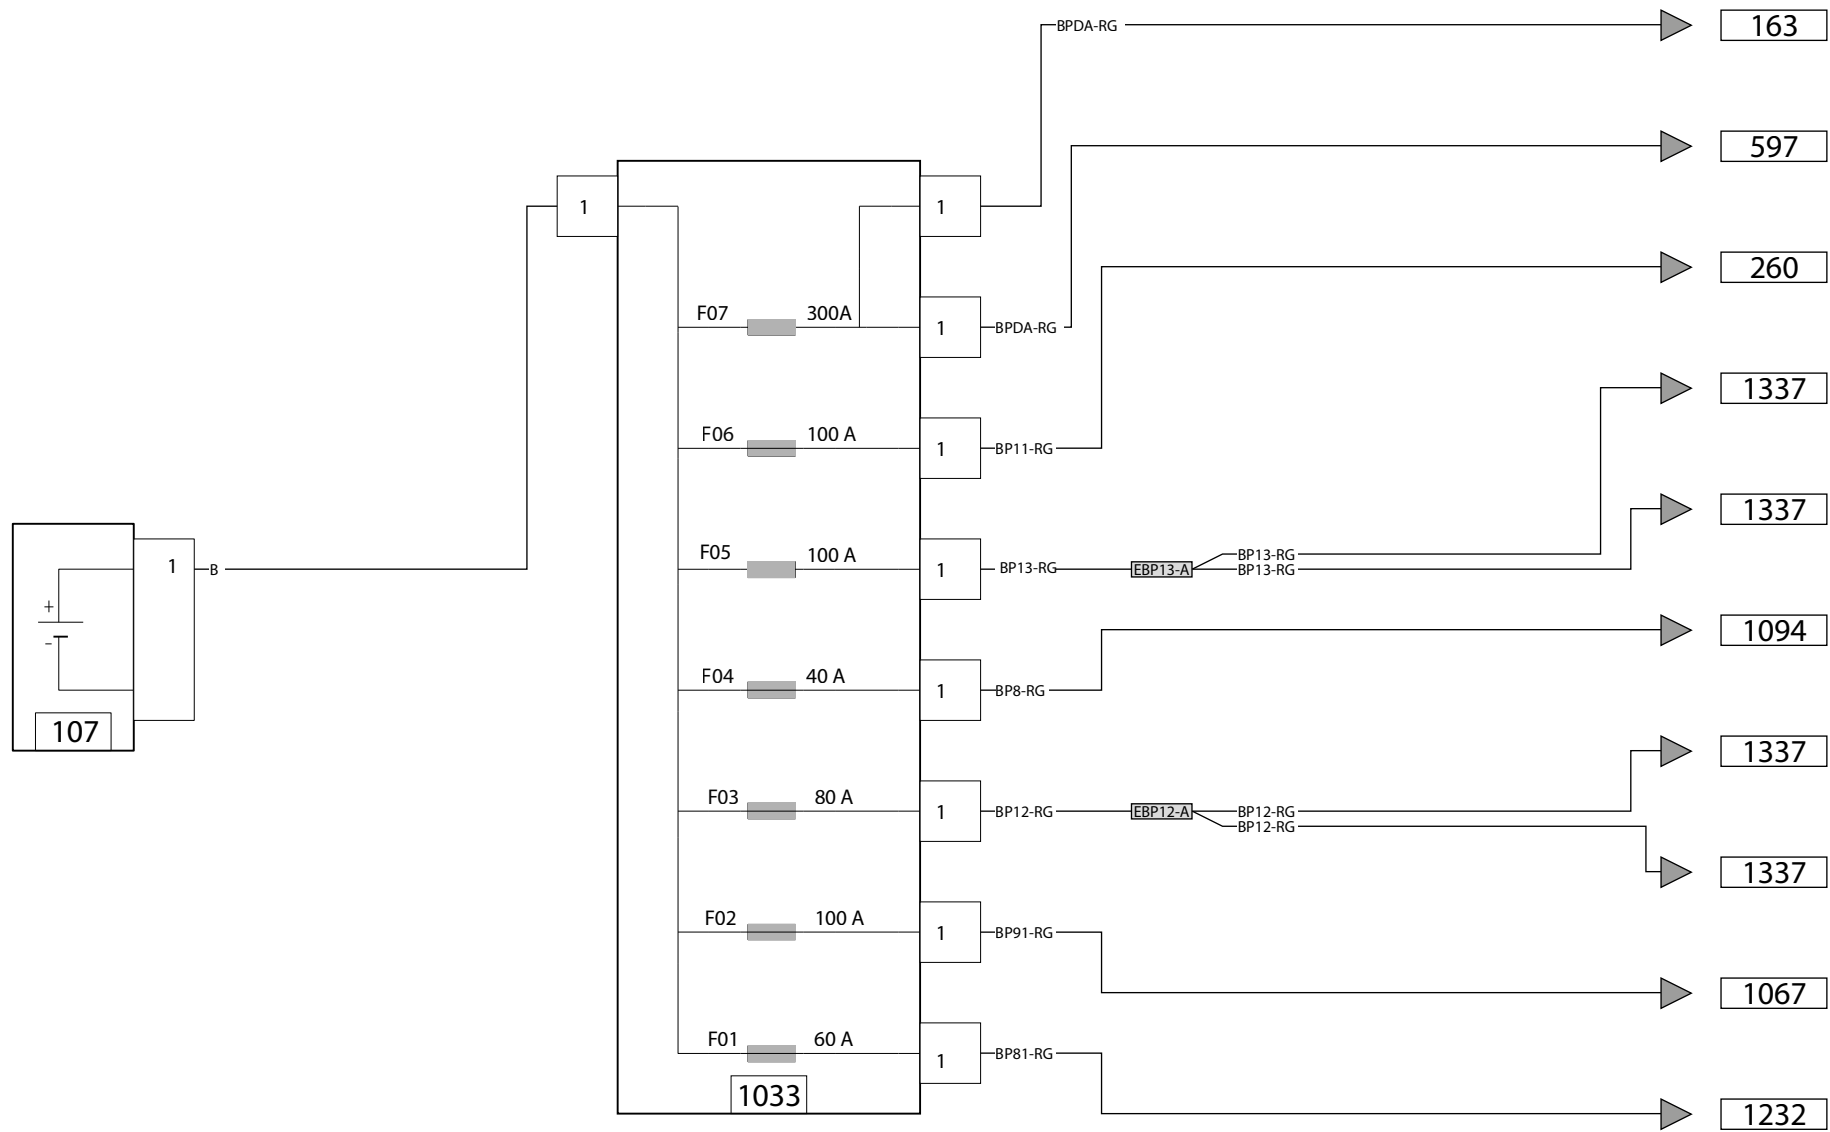 BPDA-RG
163
597
1
1
260
F07
300A
1
BPDA-RG
1337
F06
100 A
1
BP11-RG
1337
F05
100 A
1
BP13-RG
EBP13-A
BP13-RG
BP13-RG
1
B
+
-
107
1094
F04
40 A
1
BP8-RG
1337
F03
80 A
1
BP12-RG
EBP12-A
BP12-RG
BP12-RG
1337
F02
100 A
1
BP91-RG
1067
F01
60 A
1
BP81-RG
1033
1232